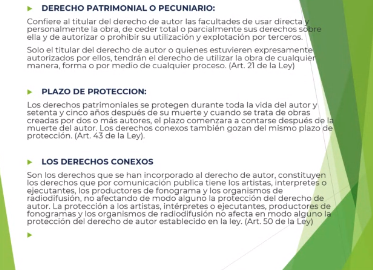 DERECHO PATRIMONIAL O PECUNIARIO:
Confiere al titular del derecho de autor las facultades de usar directa y
personalmente la obra, de ceder total o parcialmente sus derechos sobre
ella y de autorizar o prohibir su utilización y explotación por terceros.
Solo el titular del derecho de autor o quienes estuvieren expresamente
autorizados por ellos, tendrán el derecho de utilizar la obra de cualquier
manera, forma o por medio de cualquier proceso. (Art. 21 de la Ley)
PLAZO DE PROTECCION:
Los derechos patrimoniales se protegen durante toda la vida del autor y
setenta y cinco años después de su muerte y cuando se trata de obras
creadas por dos o más autores, el plazo comenzara a contarse después de la
muerte del autor. Los derechos conexos también gozan del mismo plazo de
protección. (Art. 43 de la Ley).
LOS DERECHOS CONEXOS
Son los derechos que se han incorporado al derecho de autor, constituyen
los derechos que por comunicación publica tiene los artistas, interpretes o
ejecutantes, los productores de fonograma y los organismos de
radiodifusión, no afectando de modo alguno la protección del derecho de
autor. La protección a los artistas, intérpretes o ejecutantes, productores de
fonogramas y los organismos de radiodifusión no afecta en modo alguno la
protección del derecho de autor establecido en la ley. (Art. 50 de la Ley)